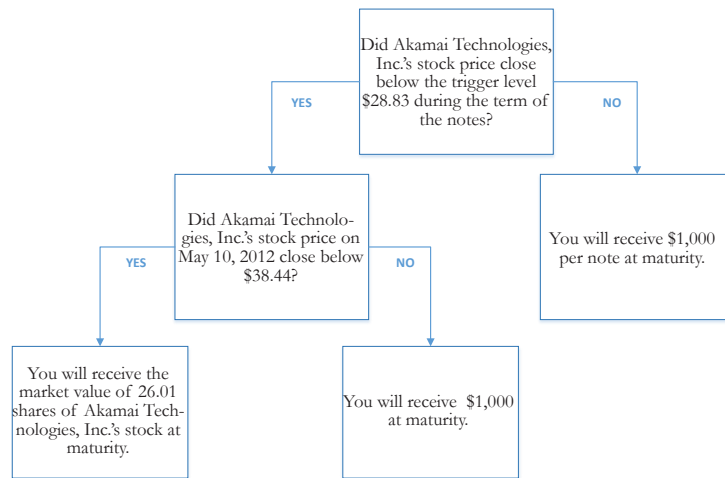 Did Akamai Technologies,
Inc.'s stock price close
below the trigger level
$28.83 during the term of
the notes?
YES
NO
Did Akamai Technolo-
gies, Inc.'s stock price on
May 10, 2012 close below
$38.44?
You will receive $1,000
per note at maturity.
YES
NO
You will receive the
market value of 26.01
shares of Akamai Tech-
nologies, Inc.'s stock at
maturity.
You will receive $1,000
at maturity.